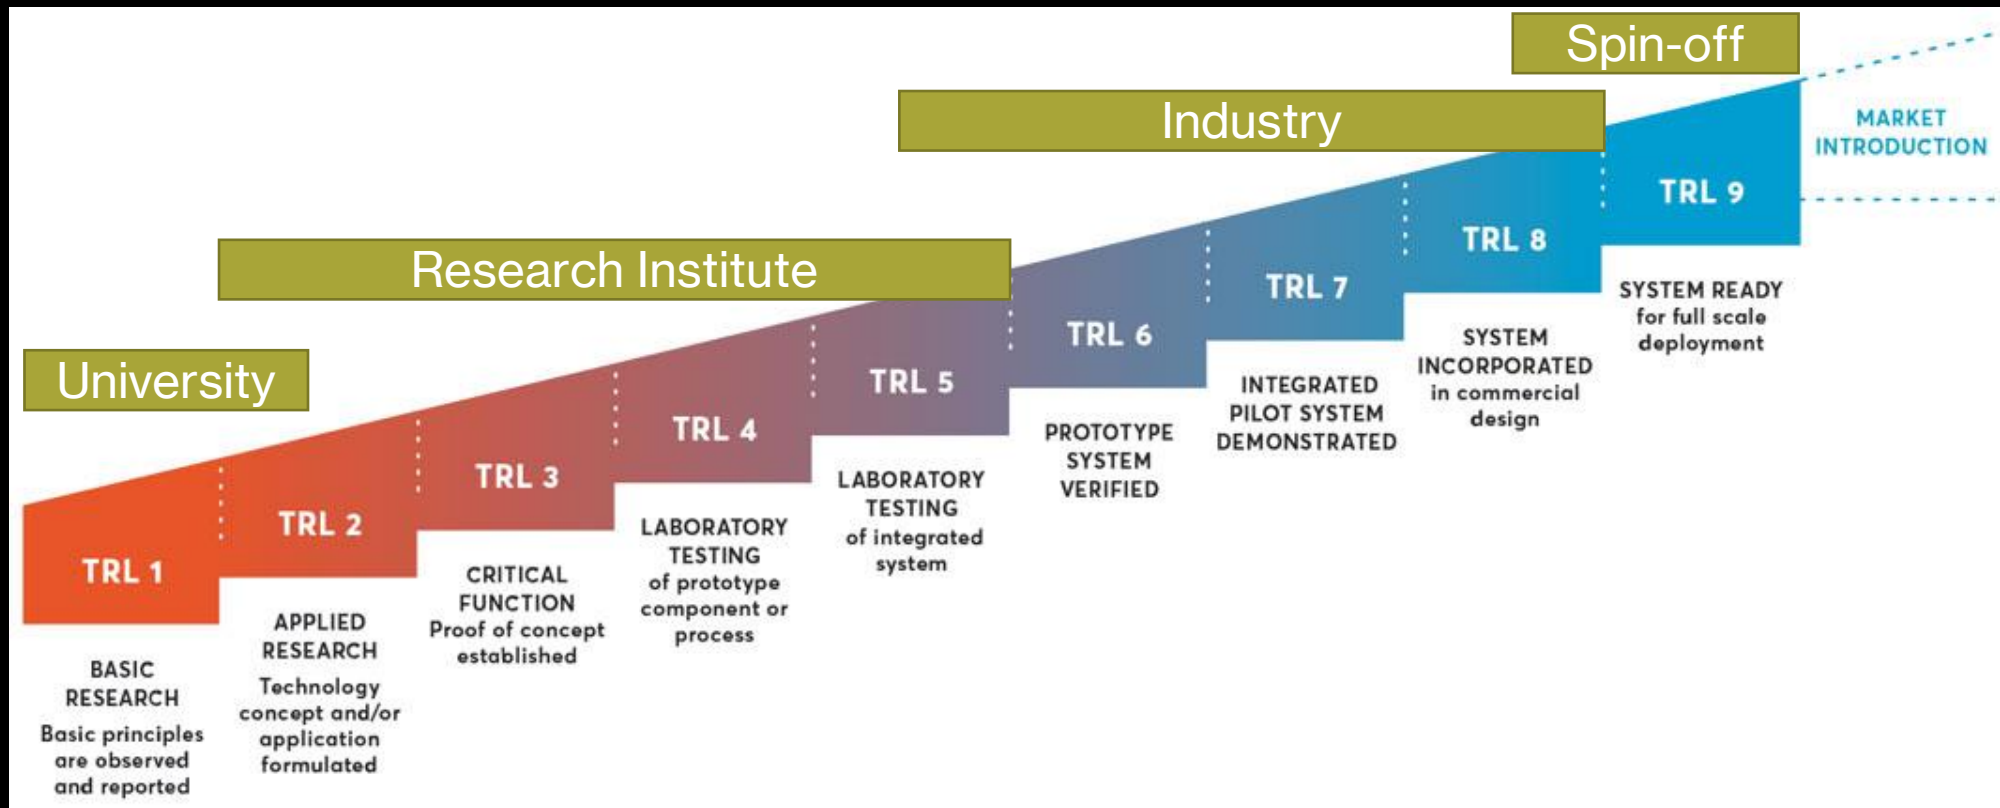 Spin-off
Industry
Research Institute
University
MARKET
INTRODUCTION
TRL 1
BASIC
RESEARCH
Basic principles
are observed
and reported
TRL 2
APPLIED
RESEARCH
Technology
concept and/or
application
formulated
TRL 3
CRITICAL
FUNCTION
Proof of concept
established
TRL 4
LABORATORY
TESTING
of prototype
component or
process
TRL 5
LABORATORY
TESTING
of integrated
system
TRL 6
PROTOTYPE
SYSTEM
VERIFIED
TRL 7
INTEGRATED
PILOT SYSTEM
DEMONSTRATED
TRL 8
SYSTEM
INCORPORATED
in commercial
design
TRL 9
SYSTEM READY
for full scale
deployment